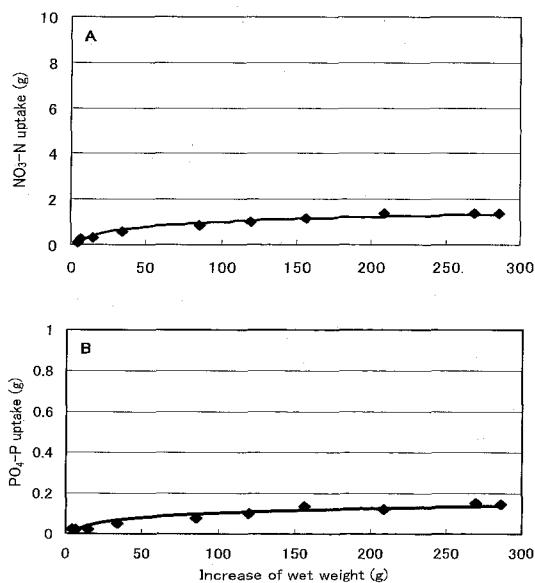 A
10
8
6
4
2
0
NO₃-N uptake (g)
0 50 100 150 200 250. 300
B
1
0.8
0.6
0.4
0.2
0
PO₄-P uptake (g)
0 50 100 150 200 250 300
Increase of wet weight (g)